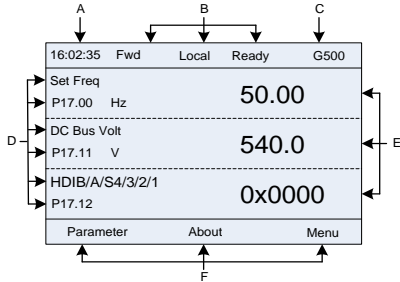 A B C
16:02:35 Fwd Local Ready G500
Set Freq
P17.00 Hz 50.00
DC Bus Volt
P17.11 V 540.0
HDIB/A/S4/3/2/1
P17.12 0x0000
D E
Parameter About Menu
F